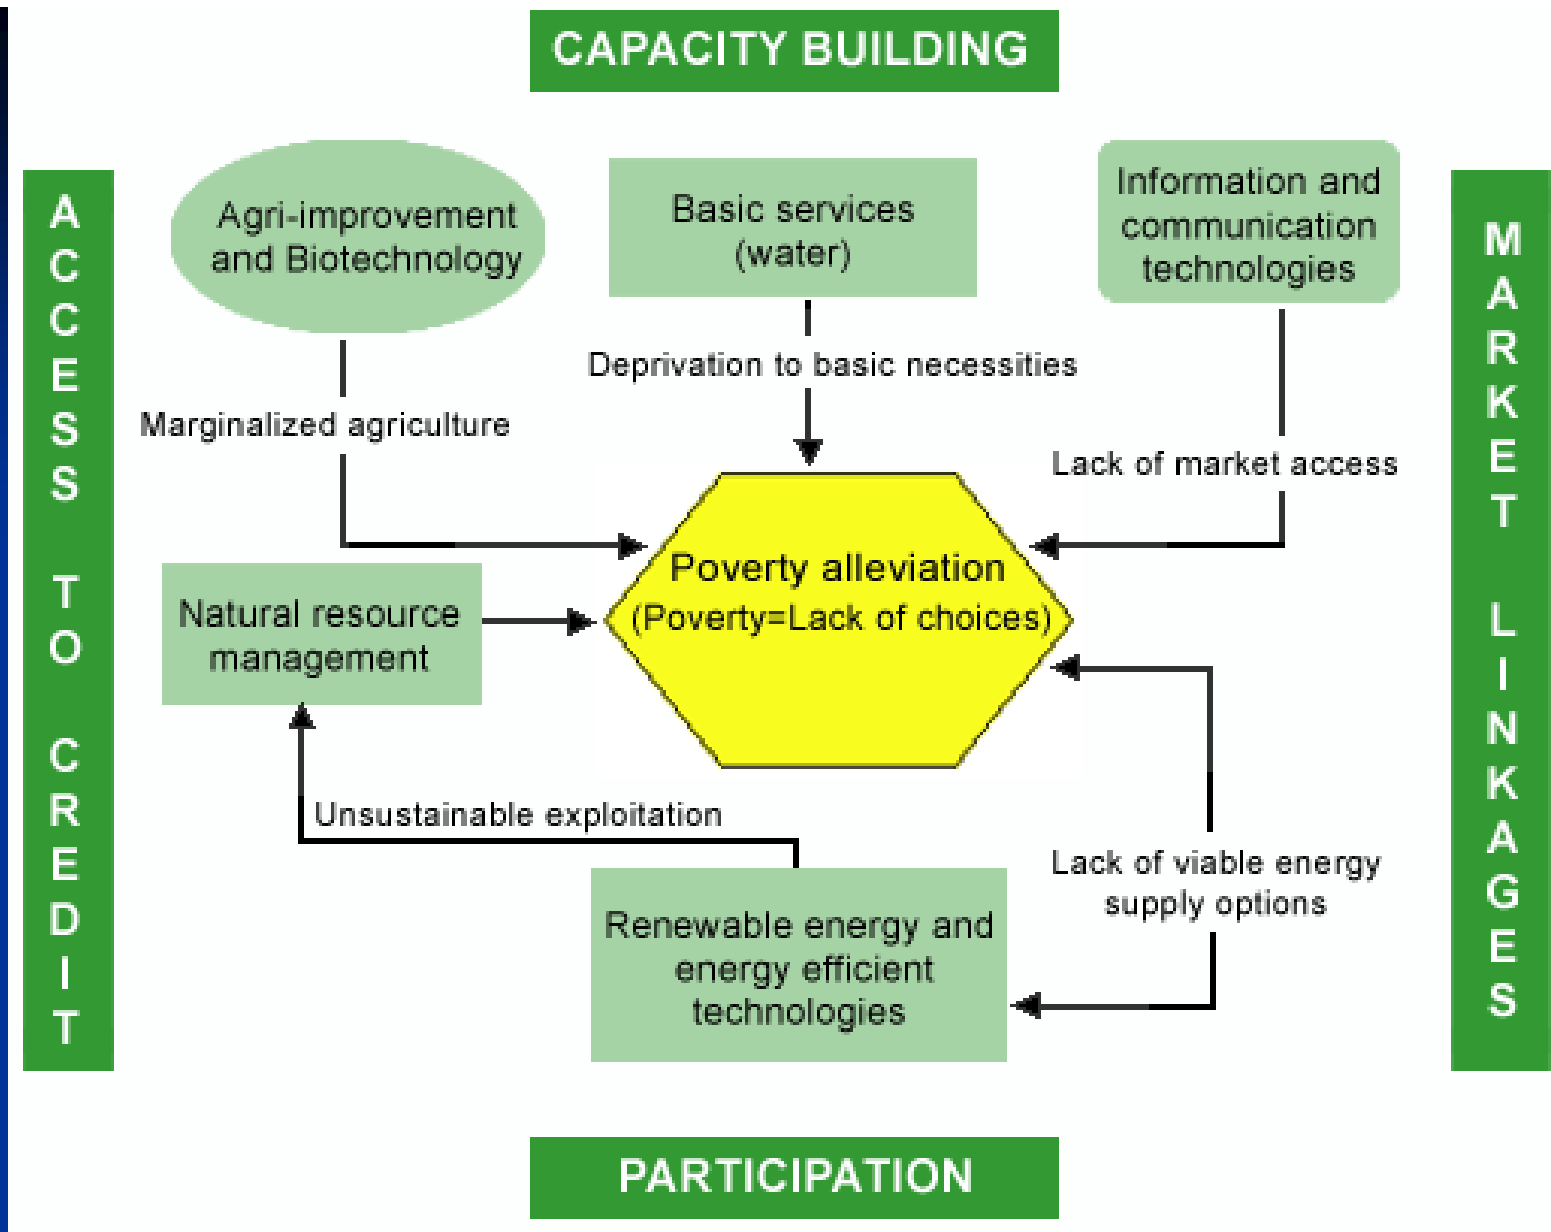 CAPACITY BUILDING
ACCESS TO CREDIT
Agri-improvement
and Biotechnology
Basic services
(water)
Information and
communication
technologies
MARKET LINKAGES
Deprivation to basic necessities
Marginalized agriculture
Lack of market access
Poverty alleviation
(Poverty=Lack of choices)
Natural resource
management
Unsustainable exploitation
Lack of viable energy
supply options
Renewable energy and
energy efficient
technologies
PARTICIPATION